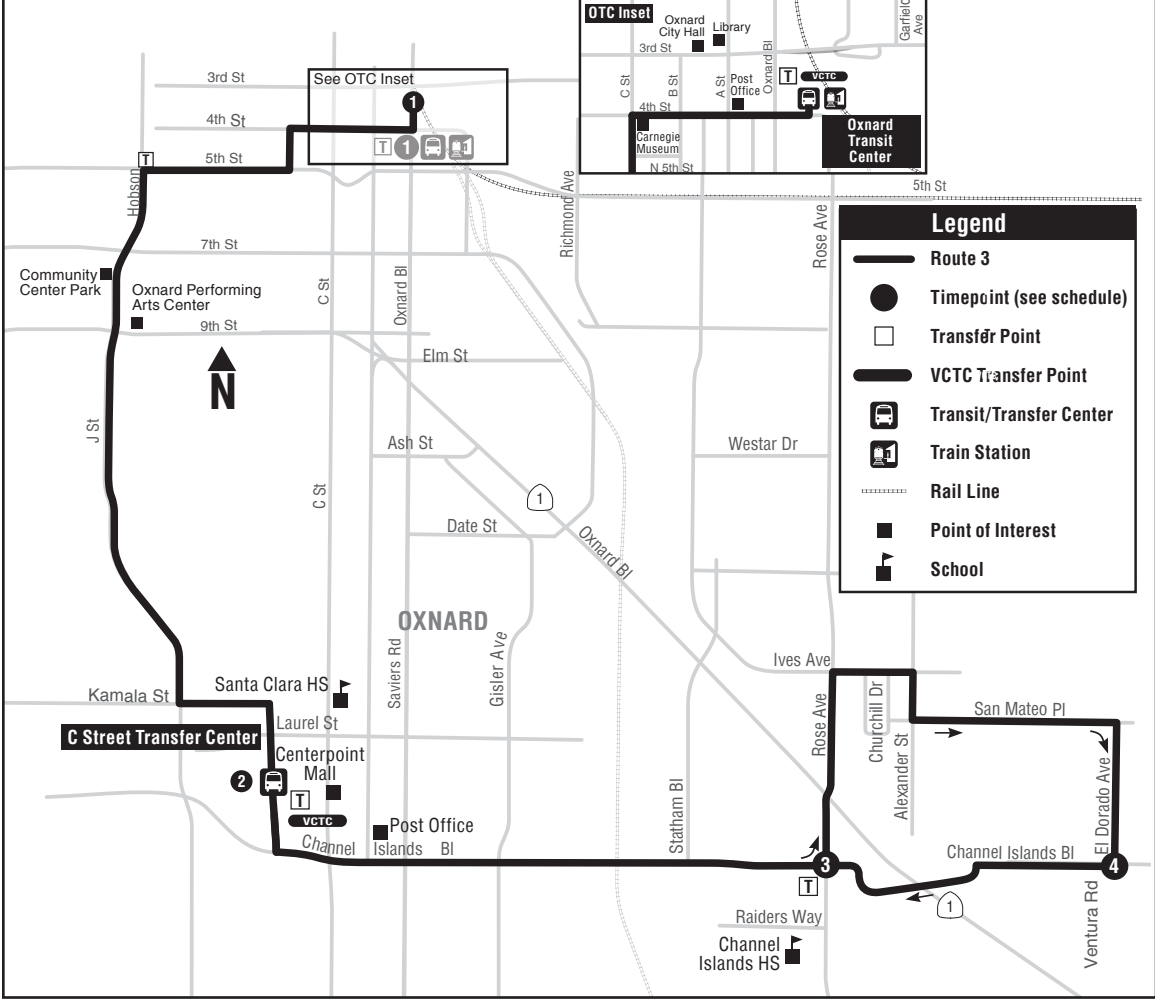 OTC Inset
Oxnard
City Hall
Library
Garfield
Ave
3rd St
C St
B St
A St
Oxnard Bl
Post
Office
T
VCTC
4th St
Carnegie
Museum
Oxnard
Transit
Center
N 5th St
See OTC Inset
3rd St
1
4th St
T
1
T
5th St
5th St
Hobson
Richmond Ave
Rose Ave
7th St
Community
Center Park
Oxnard Performing
Arts Center
C St
Oxnard Bl
9th St
N
Elm St
J St
Ash St
Westar Dr
C St
1
Date St
Oxnard Bl
OXNARD
Legend
Route 3
Timepoint (see schedule)
Transfer Point
VCTC Transfer Point
Transit/Transfer Center
Train Station
Rail Line
Point of Interest
School
Saviers Rd
Gisler Ave
Ives Ave
Santa Clara HS
Kamala St
Rose Ave
Churchill Dr
San Mateo Pl
Laurel St
C Street Transfer Center
Alexander St
El Dorado Ave
Centerpoint
Mall
2
T
Statham Bl
VCTC
Post Office
Channel Islands Bl
Channel Islands Bl
3
4
T
1
Raiders Way
Ventura Rd
Channel
Islands HS